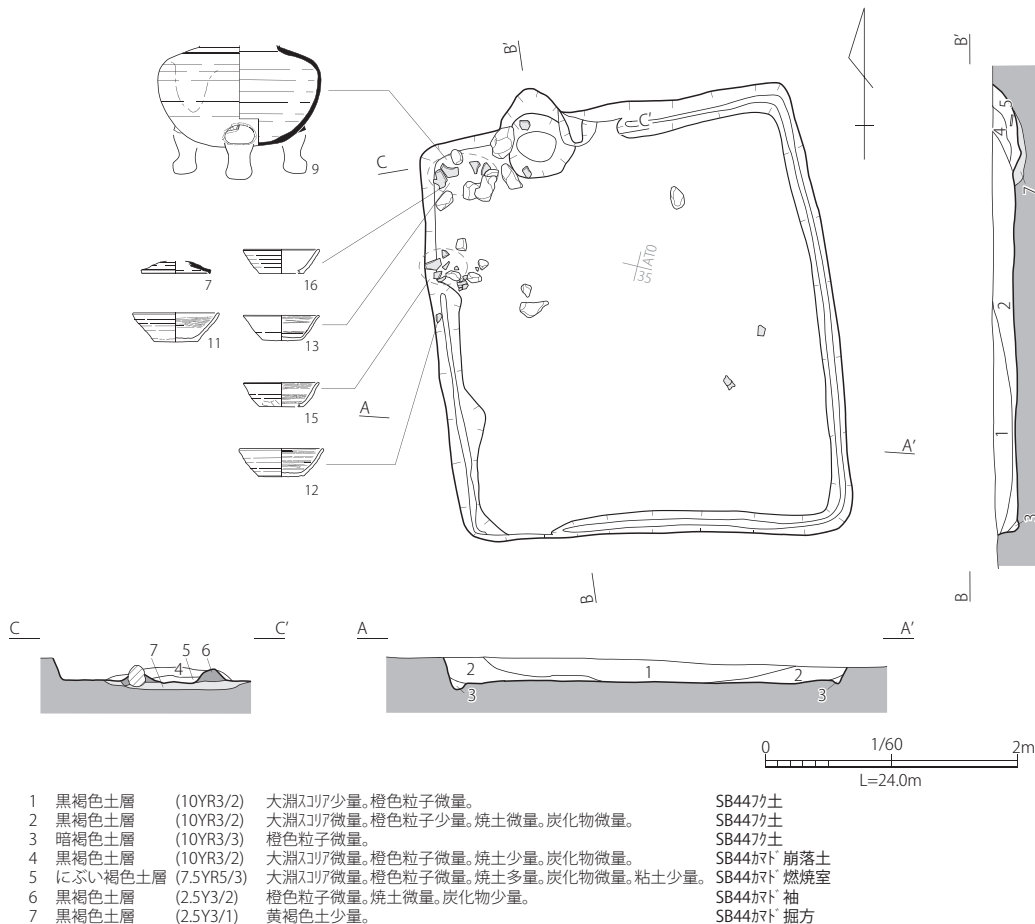 B'
B'
9
C'
C
5
4
7
35 AT0
7
16
11
13
2
15
A
A'
1
12
3
B
B
C
C'
A
A'
7
5
6
4
2
1
2
3
3
0
1/60
2m
L=24.0m
1 黒褐色土層 (10YR3/2) 大淵ｽｺﾘｱ少量。橙色粒子微量。 SB44ﾌｸ土
2 黒褐色土層 (10YR3/2) 大淵ｽｺﾘｱ微量。橙色粒子少量。焼土微量。炭化物微量。 SB44ﾌｸ土
3 暗褐色土層 (10YR3/3) 橙色粒子微量。 SB44ﾌｸ土
4 黒褐色土層 (10YR3/2) 大淵ｽｺﾘｱ微量。橙色粒子微量。焼土少量。炭化物微量。 SB44ｶﾏﾄﾞ崩落土
5 にぶい褐色土層 (7.5YR5/3) 大淵ｽｺﾘｱ微量。橙色粒子微量。焼土多量。炭化物微量。粘土少量。 SB44ｶﾏﾄﾞ燃焼室
6 黒褐色土層 (2.5Y3/2) 橙色粒子微量。焼土微量。炭化物少量。 SB44ｶﾏﾄﾞ袖
7 黒褐色土層 (2.5Y3/1) 黄褐色土少量。 SB44ｶﾏﾄﾞ掘方